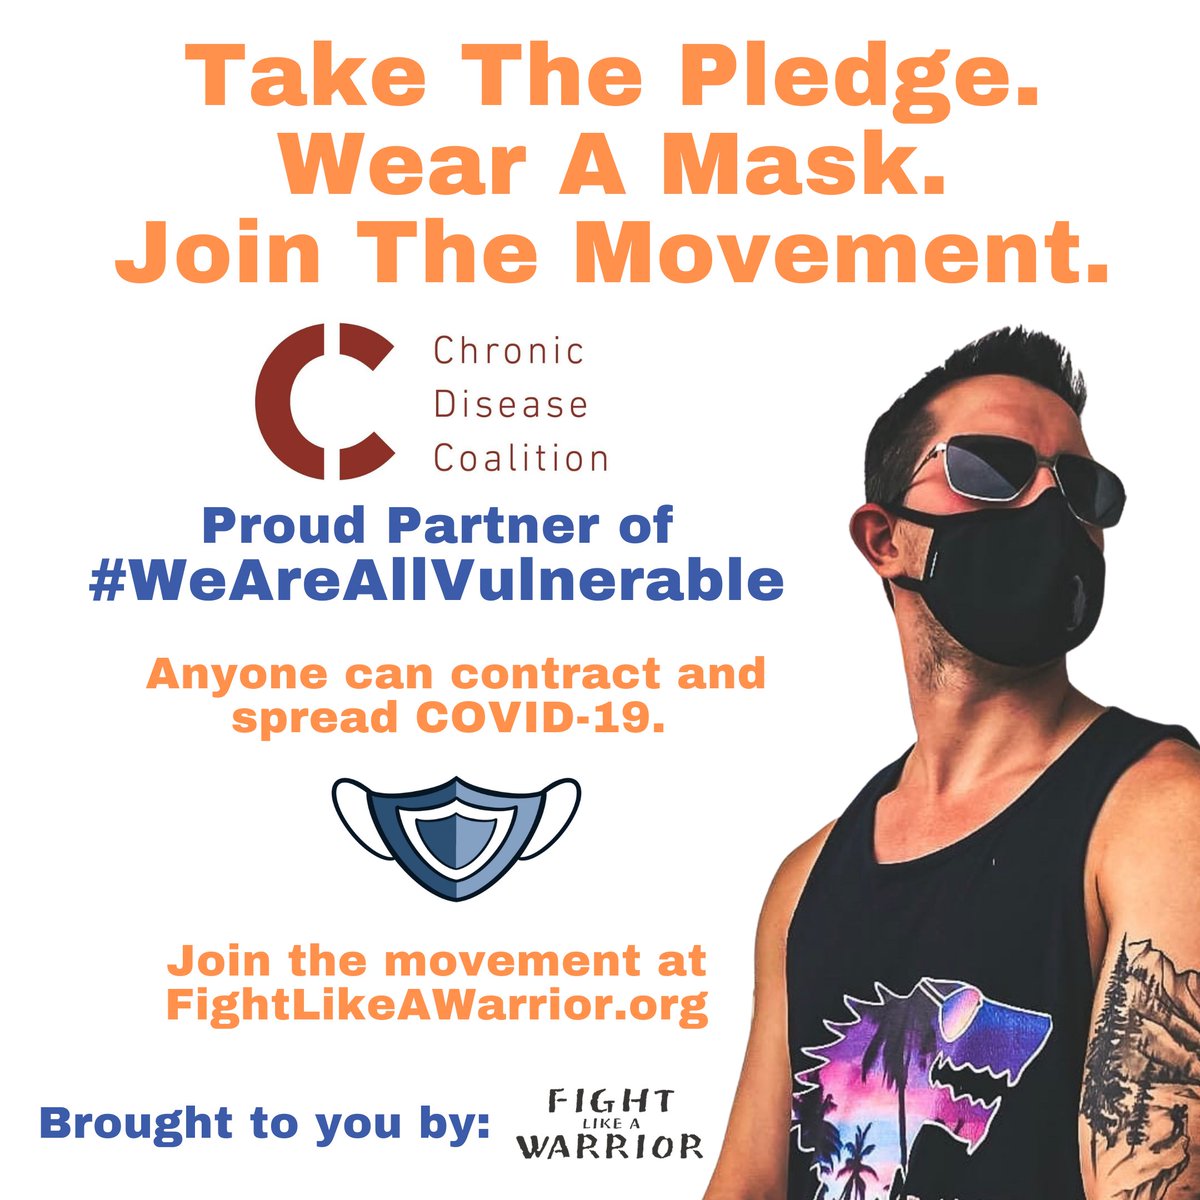 Take The Pledge.
Wear A Mask.
Join The Movement.
Chronic
Disease
Coalition
Proud Partner of
#WeAreAllVulnerable
Anyone can contract and
spread COVID-19.
Join the movement at
FightLikeAWarrior.org
Brought to you by:
FIGHT
LIKE A
WARRIOR